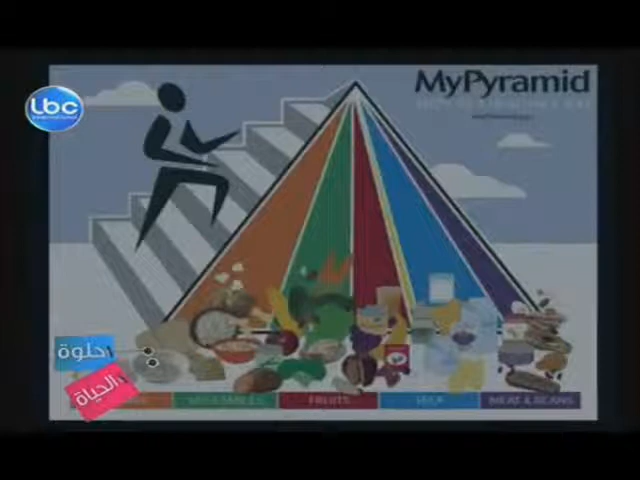 MyPyramid
LBC
حلوة
الحياة
VEGETABLES
FRUITS
MILK
MEAT & BEANS